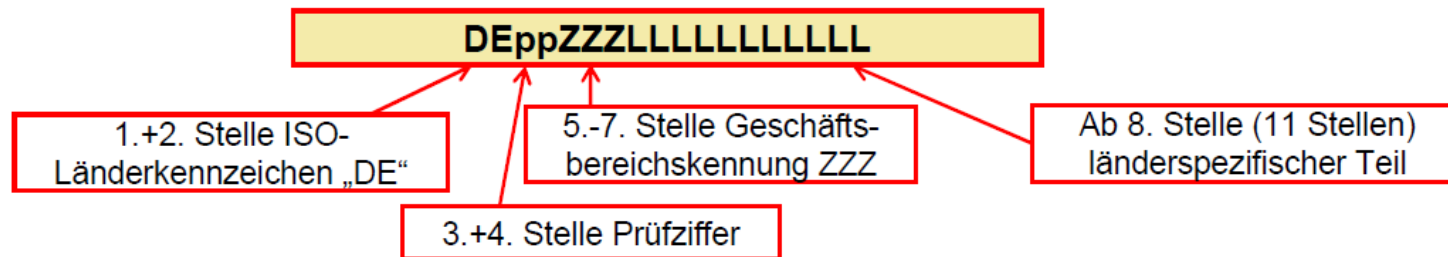 DEppZZZLLLLLLLLLLL
1.+2. Stelle ISO-
Länderkennzeichen „DE“
5.-7. Stelle Geschäfts-
bereichskennung ZZZ
Ab 8. Stelle (11 Stellen)
länderspezifischer Teil
3.+4. Stelle Prüfziffer